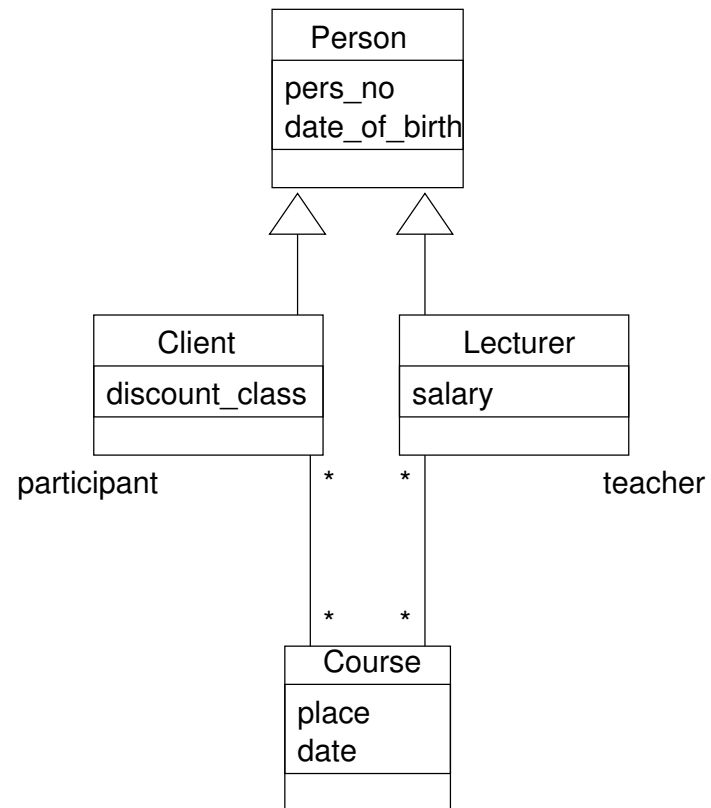 Person
pers_no
date_of_birth
Client
Lecturer
discount_class
salary
participant
*
*
teacher
*
*
Course
place
date